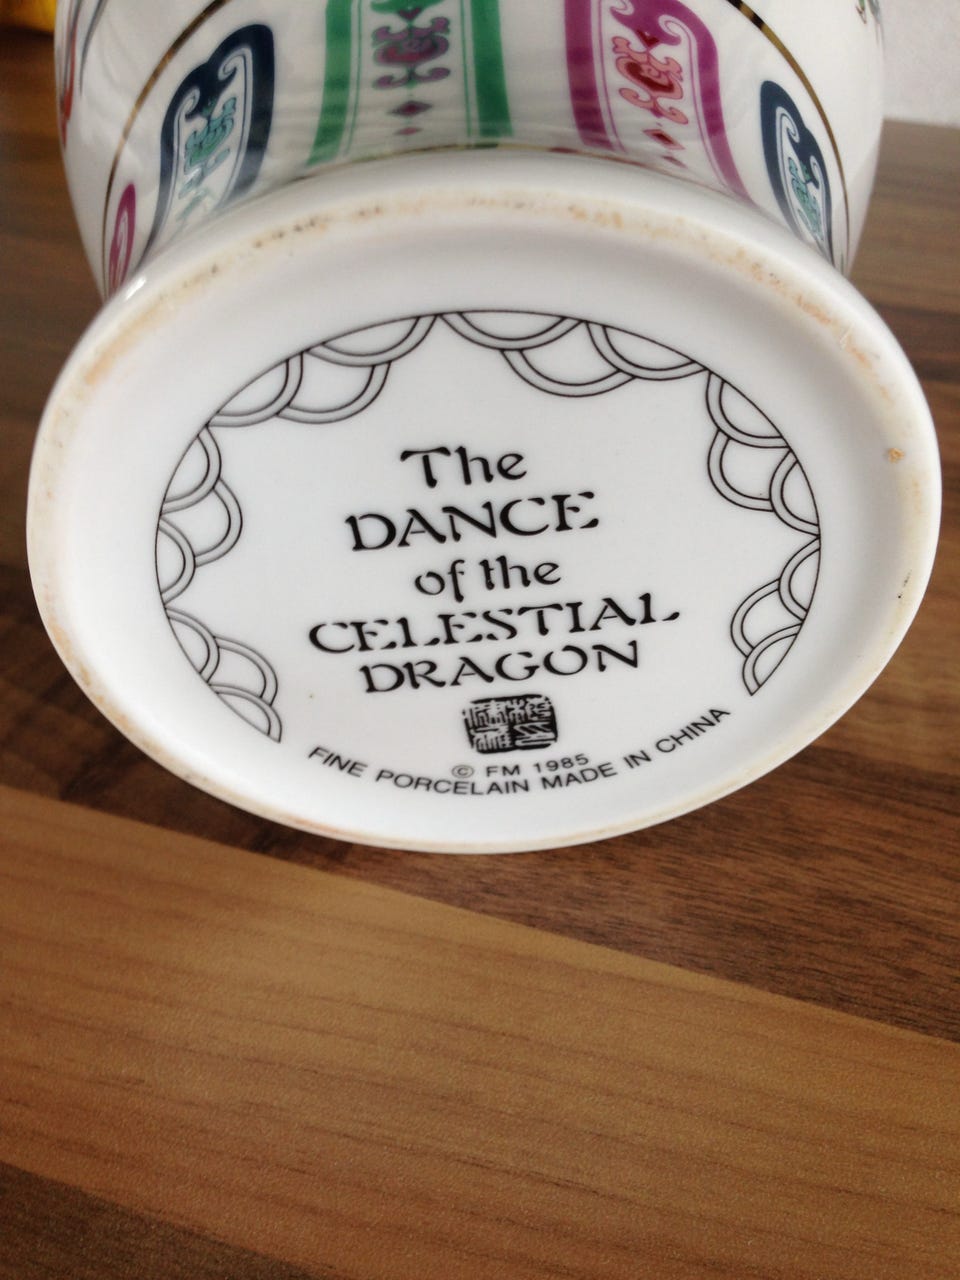 The
DANCE
of the
CELESTIAL
DRAGON
© FM 1985
FINE PORCELAIN MADE IN CHINA